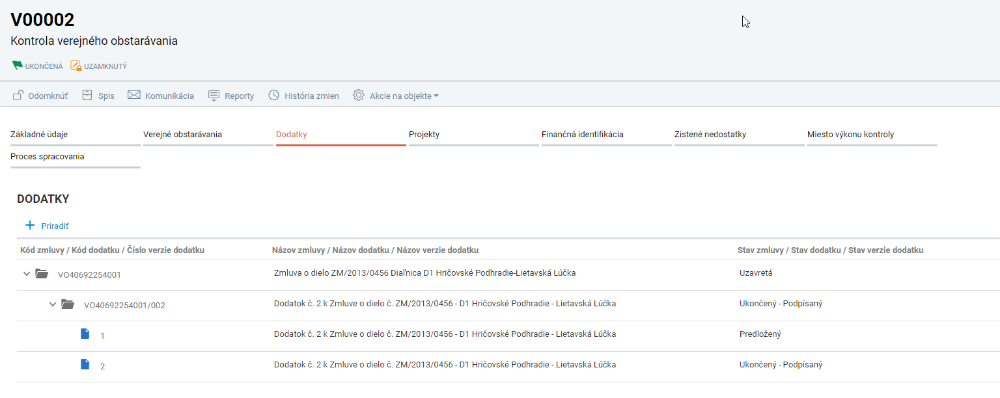 V00002
Kontrola verejného obstarávania
UKONČENÁ UZAMKNUTÝ
Odomknúť Spis Komunikácia Reporty História zmien Akcie na objekte
Základné údaje Verejné obstarávania Dodatky Projekty Finančná identifikácia Zistené nedostatky Miesto výkonu kontroly
Proces spracovania
DODATKY
Priradiť
Kód zmluvy / Kód dodatku / Číslo verzie dodatku Názov zmluvy / Názov dodatku / Názov verzie dodatku Stav zmluvy / Stav dodatku / Stav verzie dodatku
VO40692254001 Zmluva o dielo ZM/2013/0456 Diaľnica D1 Hričovské Podhradie-Lietavská Lúčka Uzavretá
VO40692254001/002 Dodatok č. 2 k Zmluve o dielo č. ZM/2013/0456 - D1 Hričovské Podhradie - Lietavská Lúčka Ukončený - Podpísaný
1 Dodatok č. 2 k Zmluve o dielo č. ZM/2013/0456 - D1 Hričovské Podhradie - Lietavská Lúčka Predložený
2 Dodatok č. 2 k Zmluve o dielo č. ZM/2013/0456 - D1 Hričovské Podhradie - Lietavská Lúčka Ukončený - Podpísaný